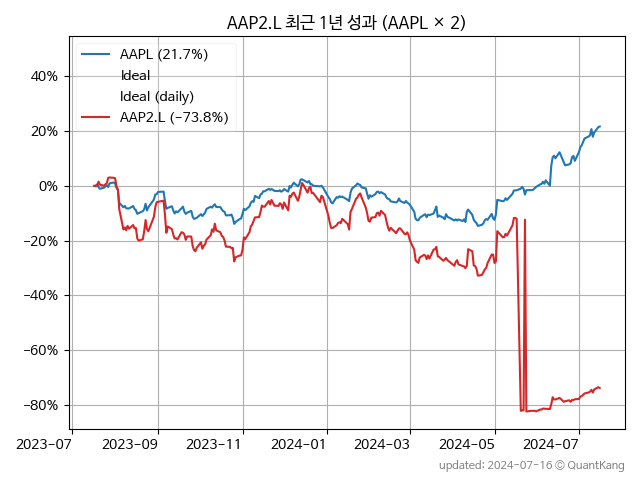 AAP2.L 최근 1년 성과 (AAPL × 2)
AAPL (21.7%)
Ideal
Ideal (daily)
AAP2.L (−73.8%)
40%
20%
0%
−20%
−40%
−60%
−80%
2023-07
2023-09
2023-11
2024-01
2024-03
2024-05
2024-07
updated: 2024-07-16 © QuantKang